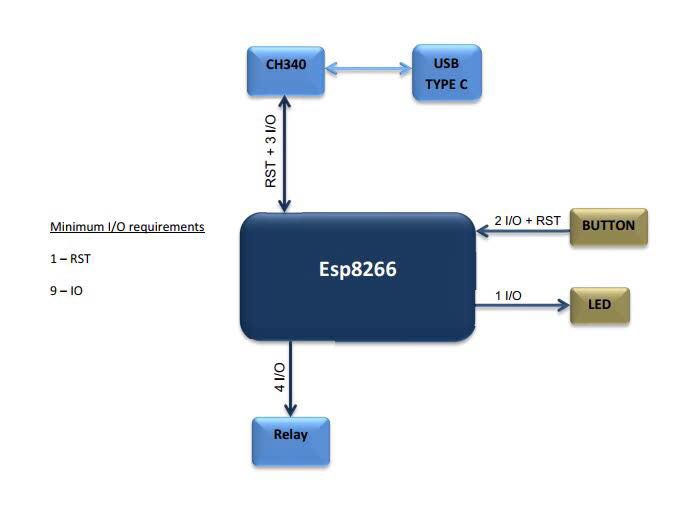 CH340
USB
TYPE C
RST + 3 I/O
Minimum I/O requirements
1 – RST
9 – IO
Esp8266
2 I/O + RST
BUTTON
1 I/O
LED
4 I/O
Relay